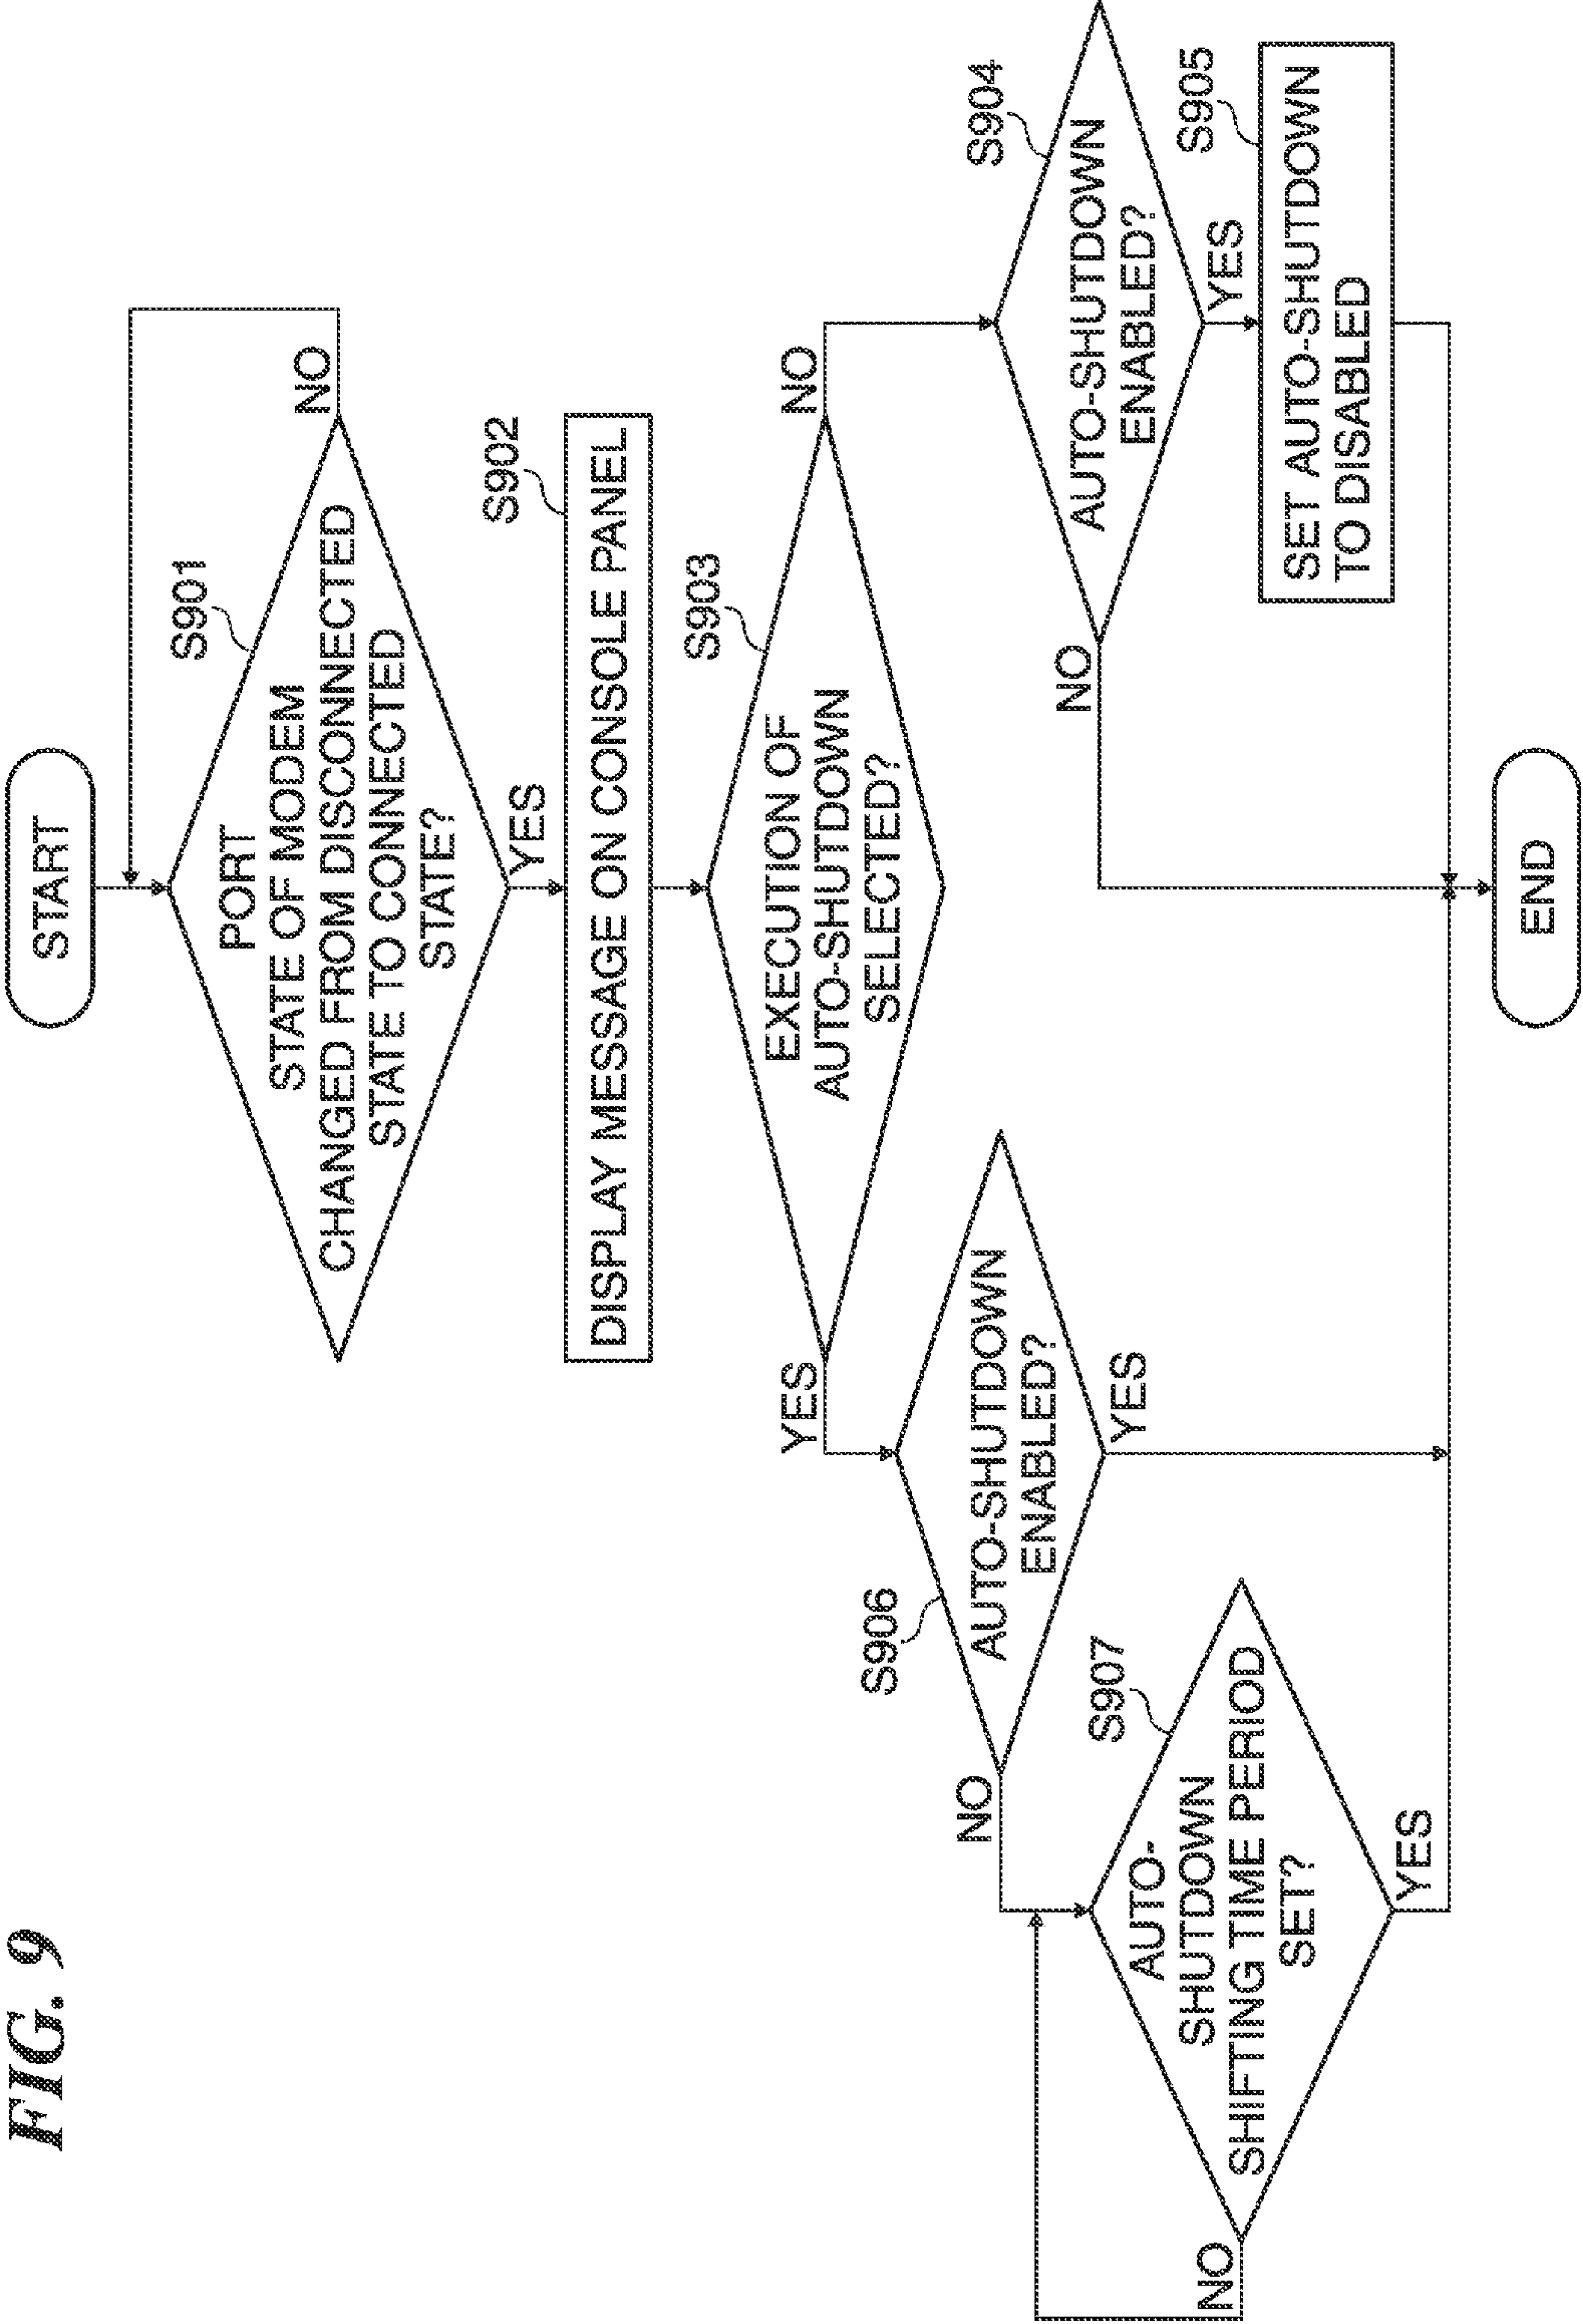 FIG. 9
START
S901
PORT
STATE OF MODEM
CHANGED FROM DISCONNECTED
STATE TO CONNECTED
STATE?
NO
YES
S902
DISPLAY MESSAGE ON CONSOLE PANEL
S903
EXECUTION OF
AUTO-SHUTDOWN
SELECTED?
YES
NO
S906
AUTO-SHUTDOWN
ENABLED?
NO
YES
S904
AUTO-SHUTDOWN
ENABLED?
NO
YES
S907
AUTO-
SHUTDOWN
SHIFTING TIME PERIOD
SET?
NO
YES
S905
SET AUTO-SHUTDOWN
TO DISABLED
END